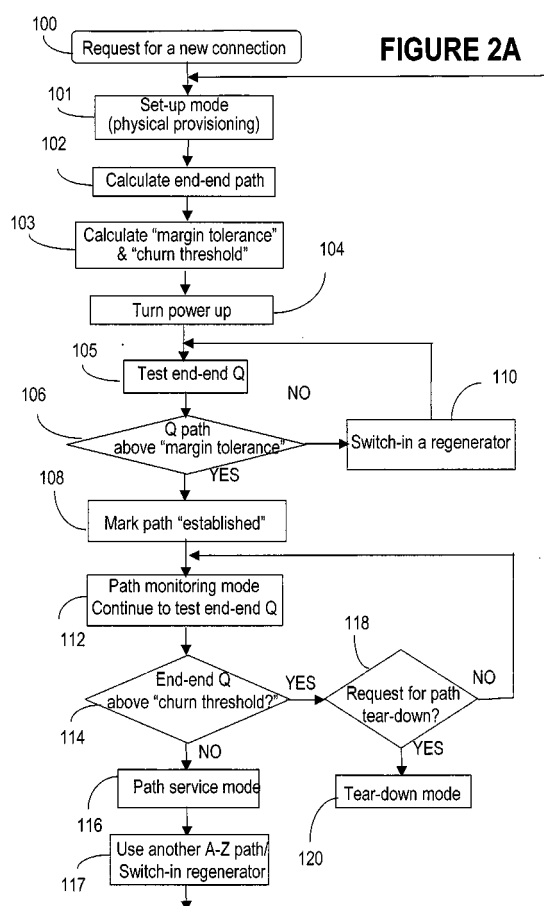 FIGURE 2A
100
Request for a new connection
101
Set-up mode
(physical provisioning)
102
Calculate end-end path
103
Calculate “margin tolerance”
& “churn threshold”
104
Turn power up
105
Test end-end Q
NO
110
106
Q path
above “margin tolerance”
Switch-in a regenerator
YES
108
Mark path “established”
Path monitoring mode
Continue to test end-end Q
112
118
End-end Q
above “churn threshold?”
YES
Request for path
tear-down?
NO
114
NO
YES
Path service mode
116
Tear-down mode
120
Use another A-Z path/
Switch-in regenerator
117